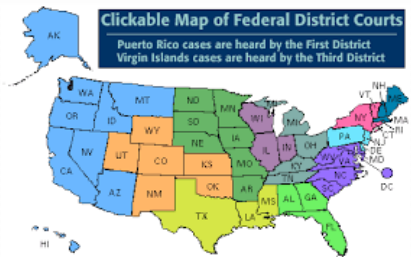 Clickable Map of Federal District Courts
Puerto Rico cases are heard by the First District
Virgin Islands cases are heard by the Third District
AK
WA
MT
ND
MN
VT
NH
ME
OR
ID
SD
WI
MI
NY
MA
RI
CT
WY
IA
PA
NJ
NV
UT
NE
IL
IN
OH
DE
MD
CA
CO
KS
MO
WV
VA
KY
DC
AZ
NM
OK
AR
TN
NC
SC
TX
LA
MS
AL
GA
FL
HI